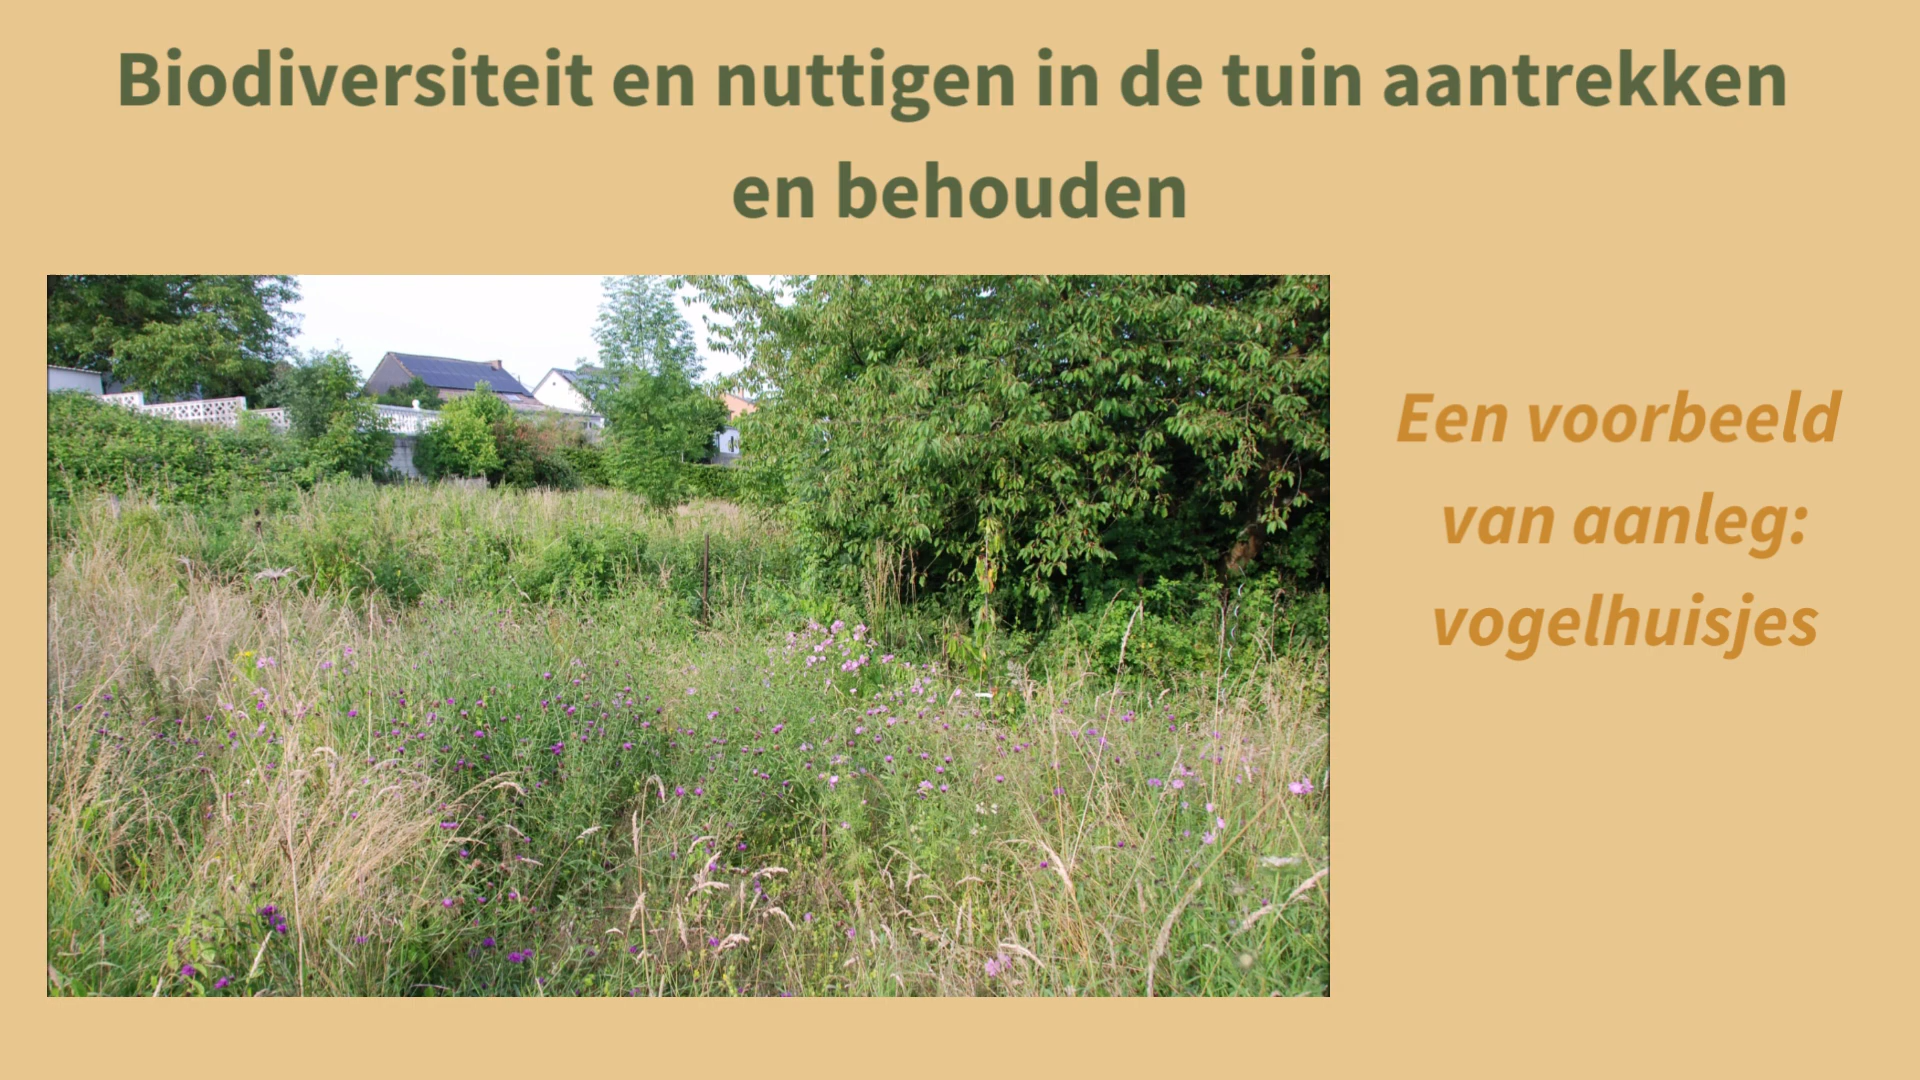 Biodiversiteit en nuttigen in de tuin aantrekken
en behouden
Een voorbeeld
van aanleg:
vogelhuisjes